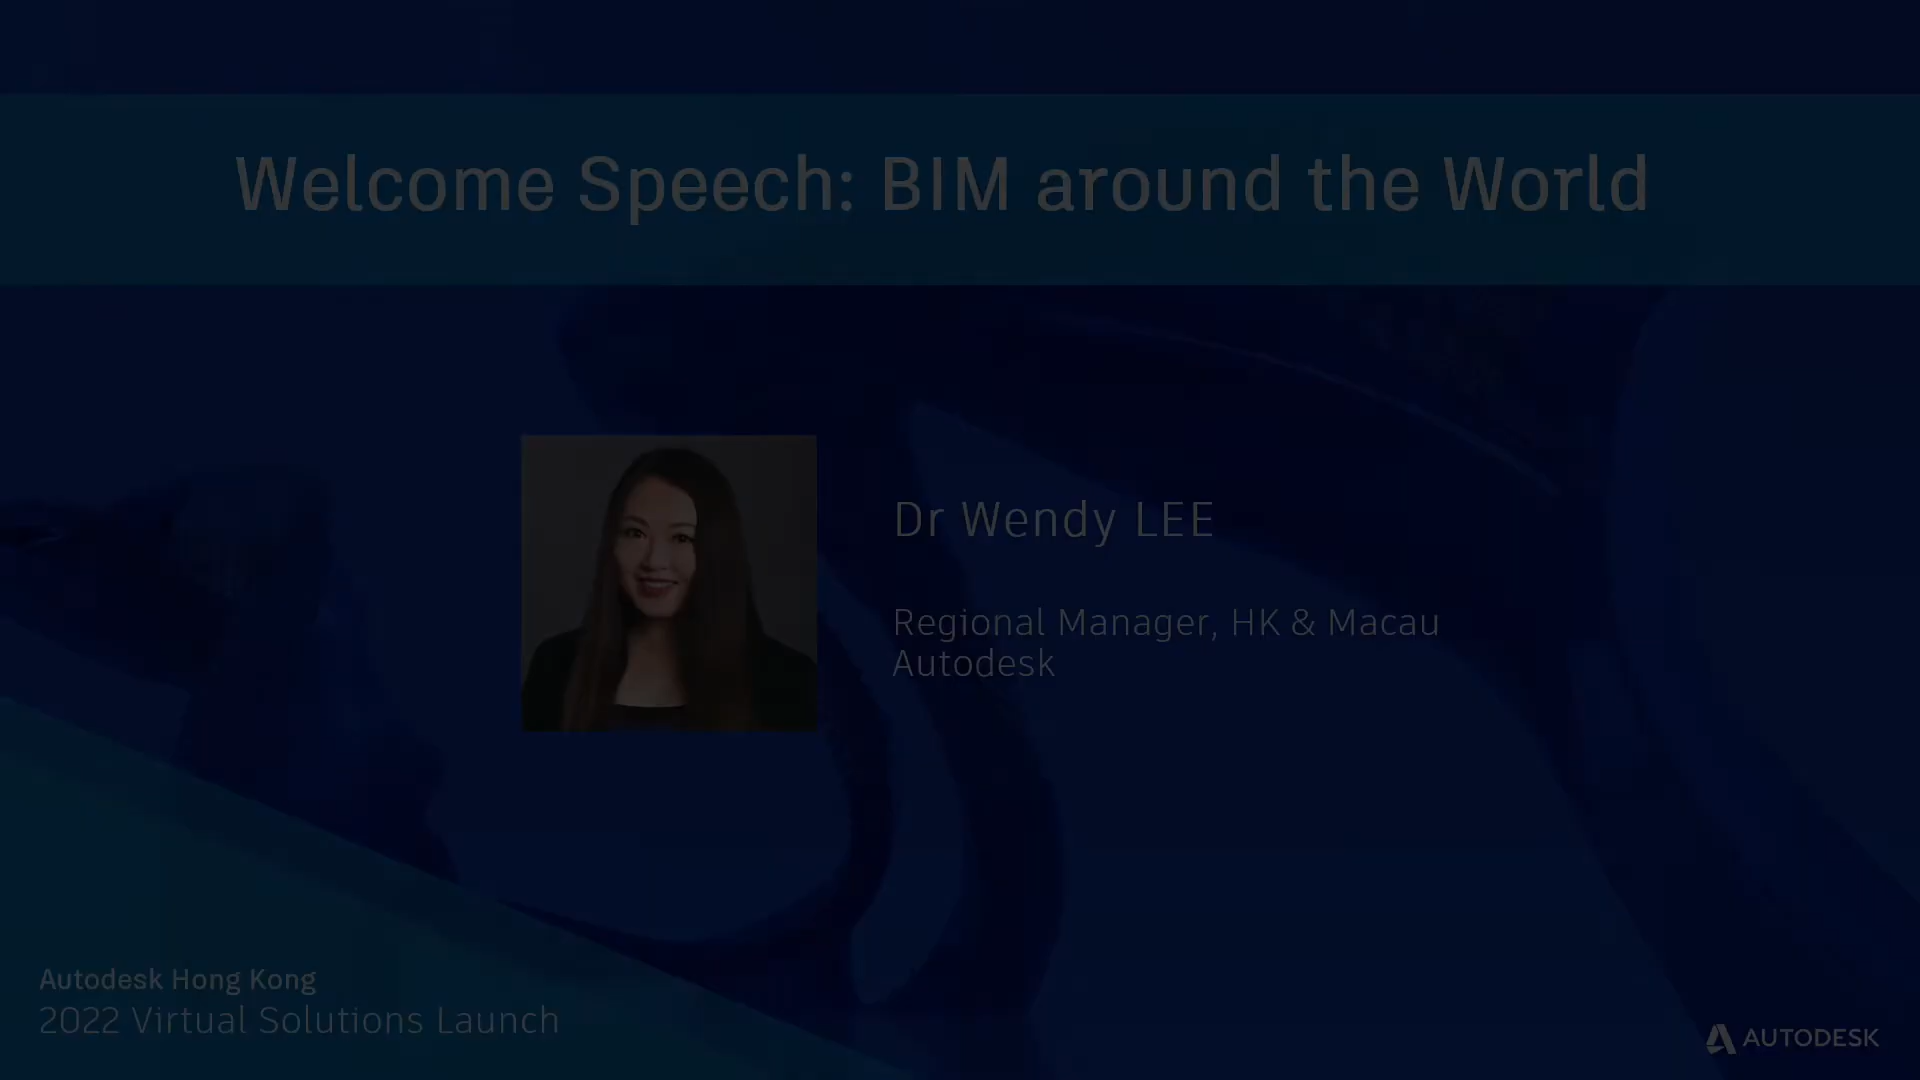 Welcome Speech: BIM around the World
Dr Wendy LEE
Regional Manager, HK & Macau
Autodesk
Autodesk Hong Kong
2022 Virtual Solutions Launch
AUTODESK